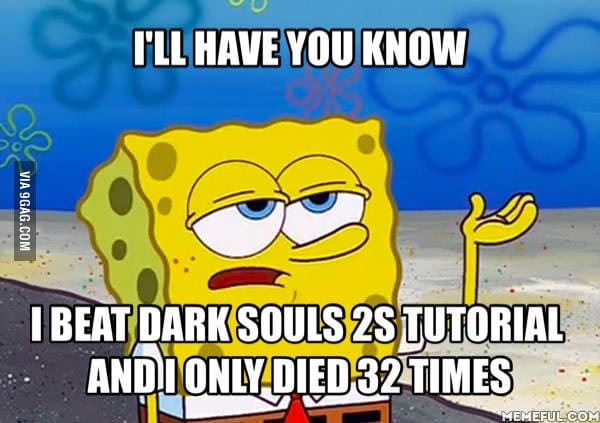 I'LL HAVE YOU KNOW
VIA 9GAG.COM
I BEAT DARK SOULS 2S TUTORIAL
AND I ONLY DIED 32 TIMES
MEMEFUL.COM